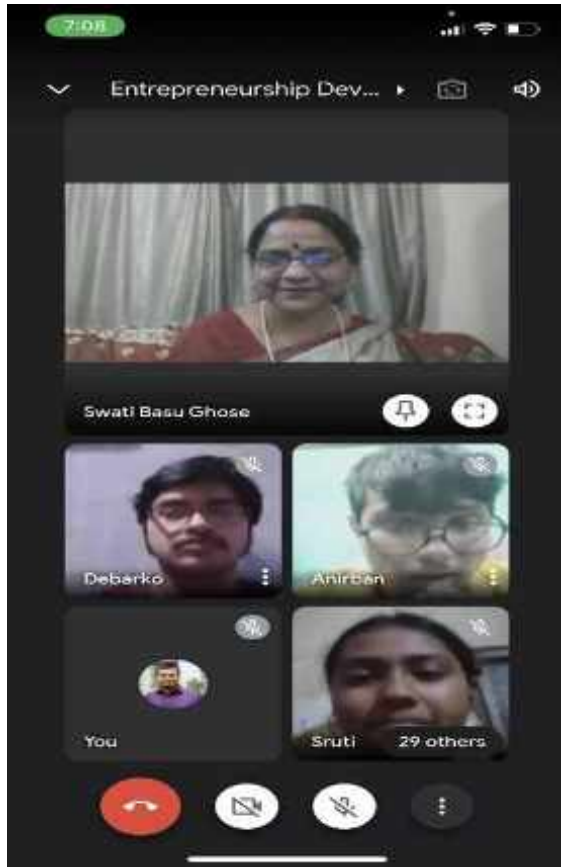 7:08
Entrepreneurship Dev...
Swati Basu Ghose
Debarko
Anirban
You
Sruti 29 others